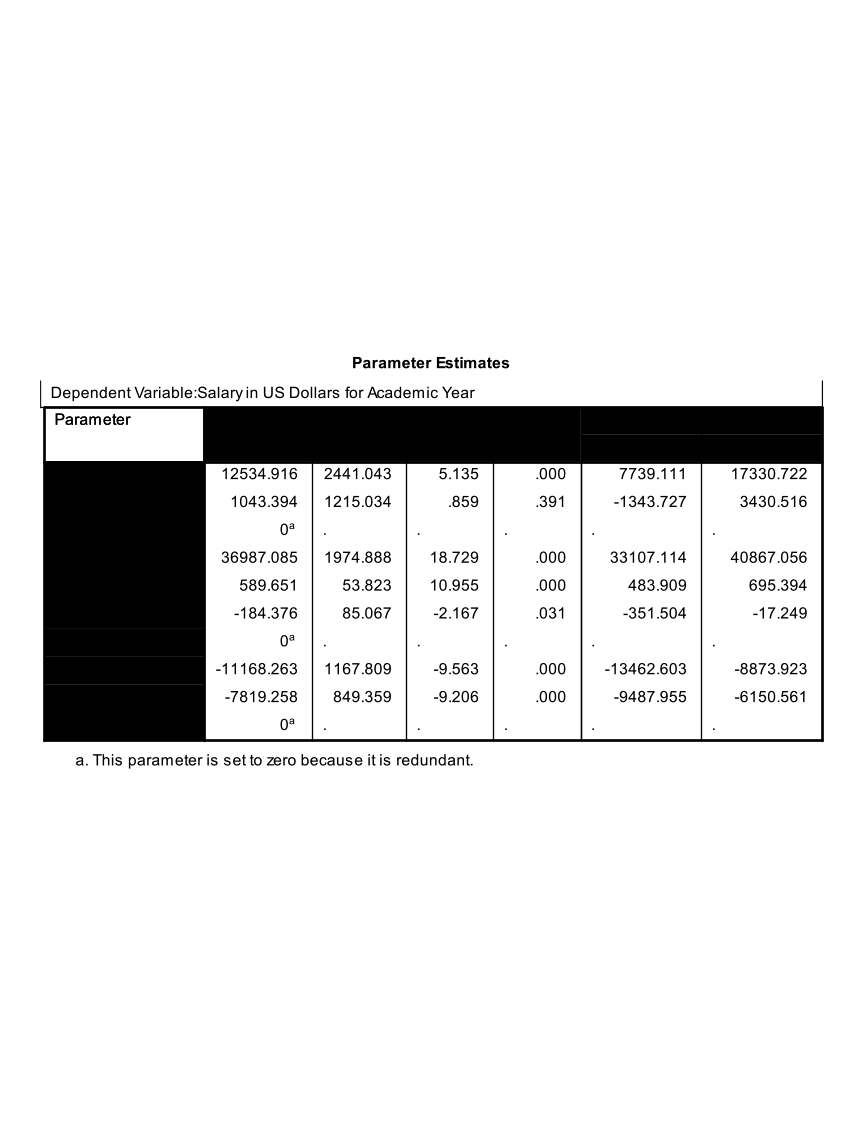 Parameter Estimates
Dependent Variable:Salary in US Dollars for Academic Year
Parameter
12534.916 2441.043 5.135 .000 7739.111 17330.722
1043.394 1215.034 .859 .391 -1343.727 3430.516
0ª . . . . .
36987.085 1974.888 18.729 .000 33107.114 40867.056
589.651 53.823 10.955 .000 483.909 695.394
-184.376 85.067 -2.167 .031 -351.504 -17.249
0ª . . . . .
-11168.263 1167.809 -9.563 .000 -13462.603 -8873.923
-7819.258 849.359 -9.206 .000 -9487.955 -6150.561
0ª . . . . .
a. This parameter is set to zero because it is redundant.